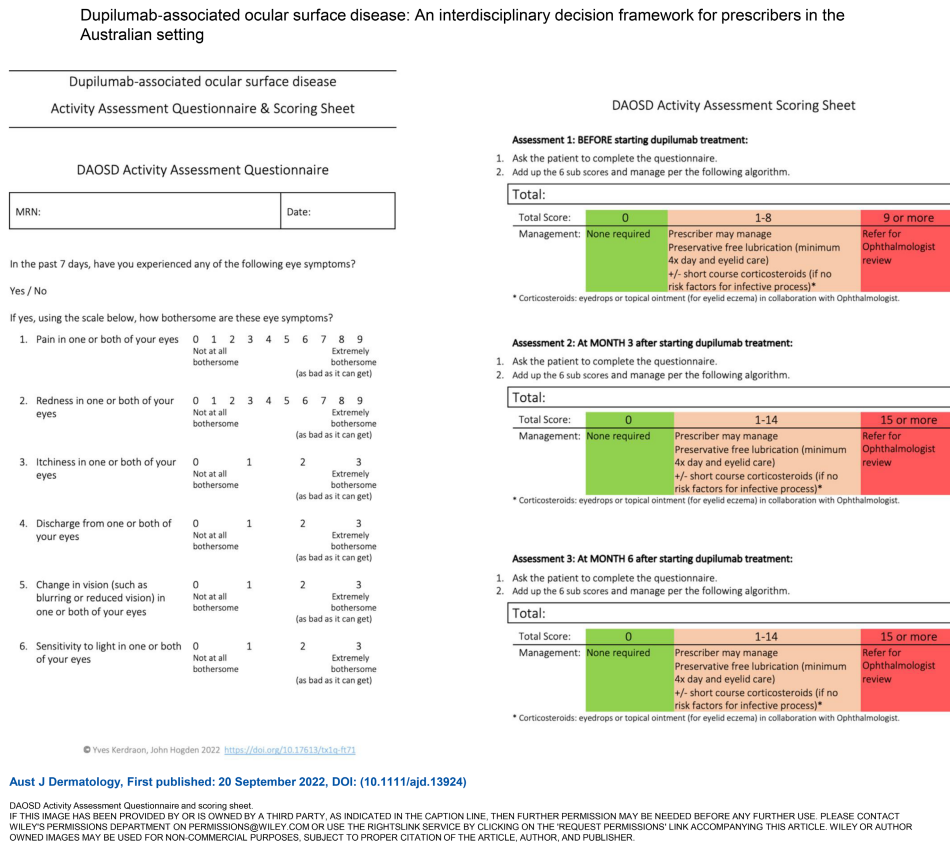 Dupilumab-associated ocular surface disease: An interdisciplinary decision framework for prescribers in the
Australian setting
Dupilumab-associated ocular surface disease
Activity Assessment Questionnaire & Scoring Sheet
DAOSD Activity Assessment Questionnaire
MRN:
Date:
In the past 7 days, have you experienced any of the following eye symptoms?
Yes / No
If yes, using the scale below, how bothersome are these eye symptoms?
1. Pain in one or both of your eyes 0 1 2 3 4 5 6 7 8 9
Not at all Extremely
bothersome bothersome
(as bad as it can get)
2. Redness in one or both of your 0 1 2 3 4 5 6 7 8 9
eyes Not at all Extremely
bothersome bothersome
(as bad as it can get)
3. Itchiness in one or both of your 0 1 2 3
eyes Not at all Extremely
bothersome bothersome
(as bad as it can get)
4. Discharge from one or both of 0 1 2 3
your eyes Not at all Extremely
bothersome bothersome
(as bad as it can get)
5. Change in vision (such as 0 1 2 3
blurring or reduced vision) in Not at all Extremely
one or both of your eyes bothersome bothersome
(as bad as it can get)
6. Sensitivity to light in one or both 0 1 2 3
of your eyes Not at all Extremely
bothersome bothersome
(as bad as it can get)
© Yves Kerdraon, John Hogden 2022 https://doi.org/10.17613/tx1q-ft71
DAOSD Activity Assessment Scoring Sheet
Assessment 1: BEFORE starting dupilumab treatment:
1. Ask the patient to complete the questionnaire.
2. Add up the 6 sub scores and manage per the following algorithm.
Total:
Total Score: 0 1-8 9 or more
Management: None required Prescriber may manage Refer for
Preservative free lubrication (minimum Ophthalmologist
4x day and eyelid care) review
+/- short course corticosteroids (if no
risk factors for infective process)*
* Corticosteroids: eyedrops or topical ointment (for eyelid eczema) in collaboration with Ophthalmologist.
Assessment 2: At MONTH 3 after starting dupilumab treatment:
1. Ask the patient to complete the questionnaire.
2. Add up the 6 sub scores and manage per the following algorithm.
Total:
Total Score: 0 1-14 15 or more
Management: None required Prescriber may manage Refer for
Preservative free lubrication (minimum Ophthalmologist
4x day and eyelid care) review
+/- short course corticosteroids (if no
risk factors for infective process)*
* Corticosteroids: eyedrops or topical ointment (for eyelid eczema) in collaboration with Ophthalmologist.
Assessment 3: At MONTH 6 after starting dupilumab treatment:
1. Ask the patient to complete the questionnaire.
2. Add up the 6 sub scores and manage per the following algorithm.
Total:
Total Score: 0 1-14 15 or more
Management: None required Prescriber may manage Refer for
Preservative free lubrication (minimum Ophthalmologist
4x day and eyelid care) review
+/- short course corticosteroids (if no
risk factors for infective process)*
* Corticosteroids: eyedrops or topical ointment (for eyelid eczema) in collaboration with Ophthalmologist.
Aust J Dermatology, First published: 20 September 2022, DOI: (10.1111/ajd.13924)
DAOSD Activity Assessment Questionnaire and scoring sheet.
IF THIS IMAGE HAS BEEN PROVIDED BY OR IS OWNED BY A THIRD PARTY, AS INDICATED IN THE CAPTION LINE, THEN FURTHER PERMISSION MAY BE NEEDED BEFORE ANY FURTHER USE. PLEASE CONTACT
WILEY'S PERMISSIONS DEPARTMENT ON PERMISSIONS@WILEY.COM OR USE THE RIGHTSLINK SERVICE BY CLICKING ON THE 'REQUEST PERMISSIONS' LINK ACCOMPANYING THIS ARTICLE. WILEY OR AUTHOR
OWNED IMAGES MAY BE USED FOR NON-COMMERCIAL PURPOSES, SUBJECT TO PROPER CITATION OF THE ARTICLE, AUTHOR, AND PUBLISHER.